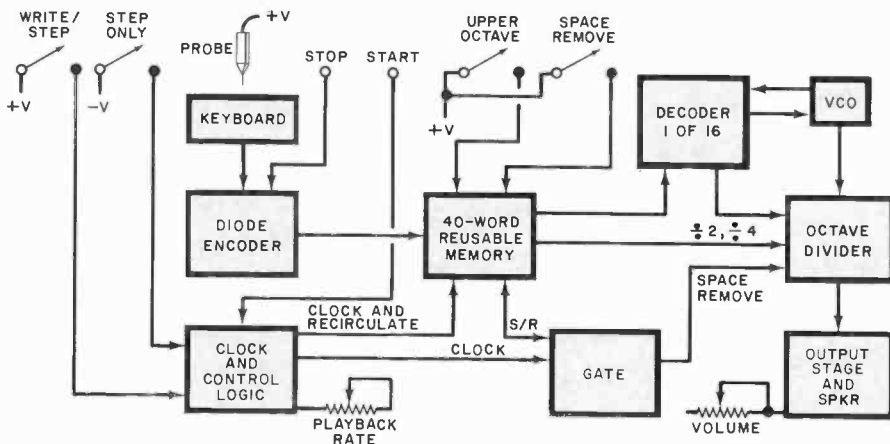 WRITE/
STEP
STEP
ONLY
+V
PROBE
STOP
START
UPPER
OCTAVE
SPACE
REMOVE
+V
-V
+V
KEYBOARD
DECODER
1 OF 16
VCO
DIODE
ENCODER
40-WORD
REUSABLE
MEMORY
÷2, ÷4
OCTAVE
DIVIDER
SPACE
REMOVE
CLOCK AND
RECIRCULATE
S/R
CLOCK
CLOCK
AND
CONTROL
LOGIC
GATE
OUTPUT
STAGE
AND
SPKR
PLAYBACK
RATE
VOLUME